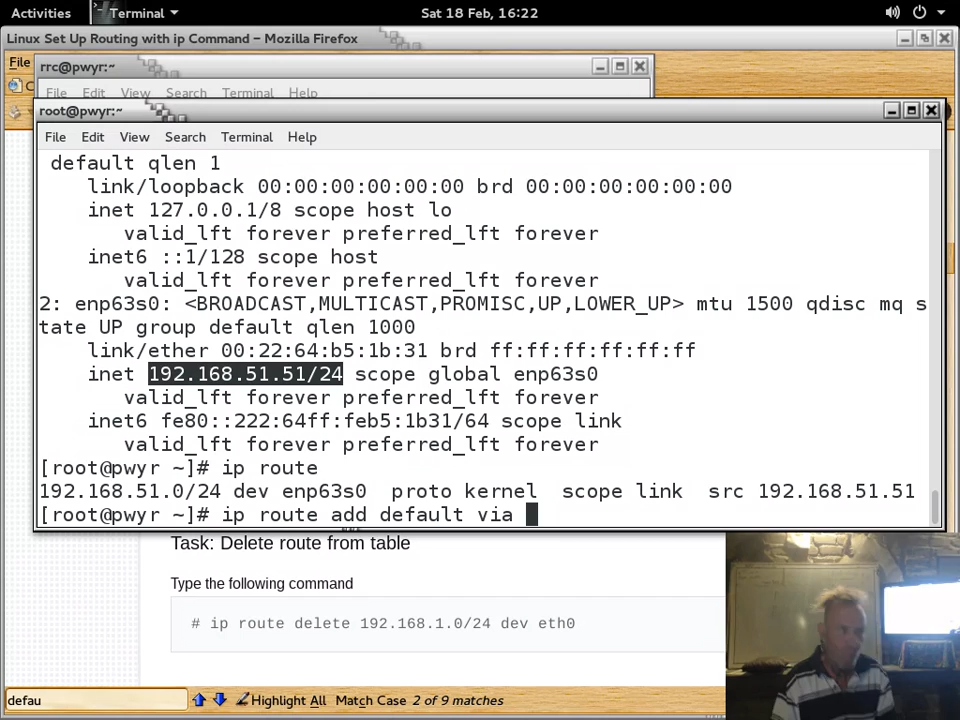 Activities Terminal Sat 18 Feb, 16:22
Linux Set Up Routing with ip Command – Mozilla Firefox
File
rrc@pwyr:~
File Edit View Search Terminal Help
root@pwyr:~
File Edit View Search Terminal Help
default qlen 1
link/loopback 00:00:00:00:00:00 brd 00:00:00:00:00:00
inet 127.0.0.1/8 scope host lo
valid_lft forever preferred_lft forever
inet6 ::1/128 scope host
valid_lft forever preferred_lft forever
2: enp63s0: <BROADCAST,MULTICAST,PROMISC,UP,LOWER_UP> mtu 1500 qdisc mq s
tate UP group default qlen 1000
link/ether 00:22:64:b5:1b:31 brd ff:ff:ff:ff:ff:ff
inet 192.168.51.51/24 scope global enp63s0
valid_lft forever preferred_lft forever
inet6 fe80::222:64ff:feb5:1b31/64 scope link
valid_lft forever preferred_lft forever
[root@pwyr ~]# ip route
192.168.51.0/24 dev enp63s0 proto kernel scope link src 192.168.51.51
[root@pwyr ~]# ip route add default via
Task: Delete route from table
Type the following command
# ip route delete 192.168.1.0/24 dev eth0
defau Highlight All Match Case 2 of 9 matches